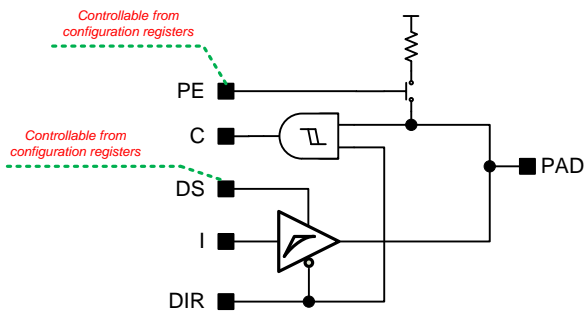 Controllable from
configuration registers
PE
C
Controllable from
configuration registers
DS
PAD
I
DIR